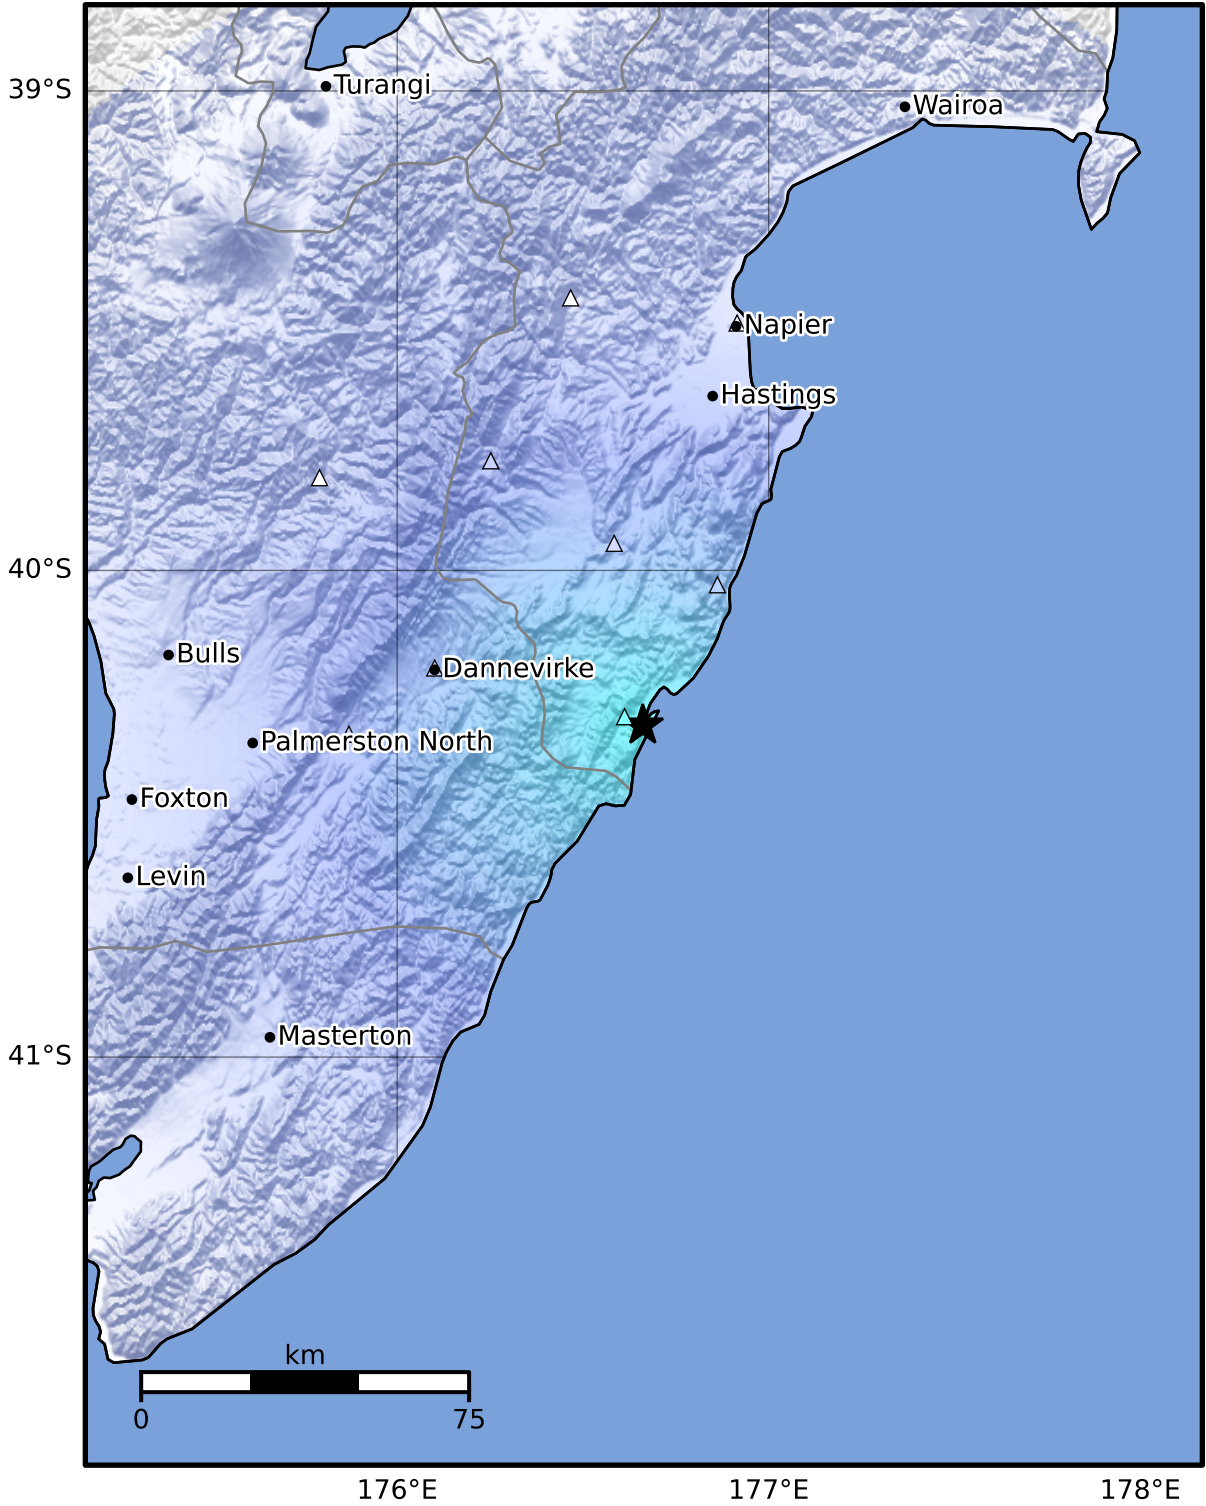 39°S
Turangi
Wairoa
Napier
Hastings
40°S
Bulls
Dannevirke
Palmerston North
Foxton
Levin
41°S
Masterton
km
0 75
176°E 177°E 178°E